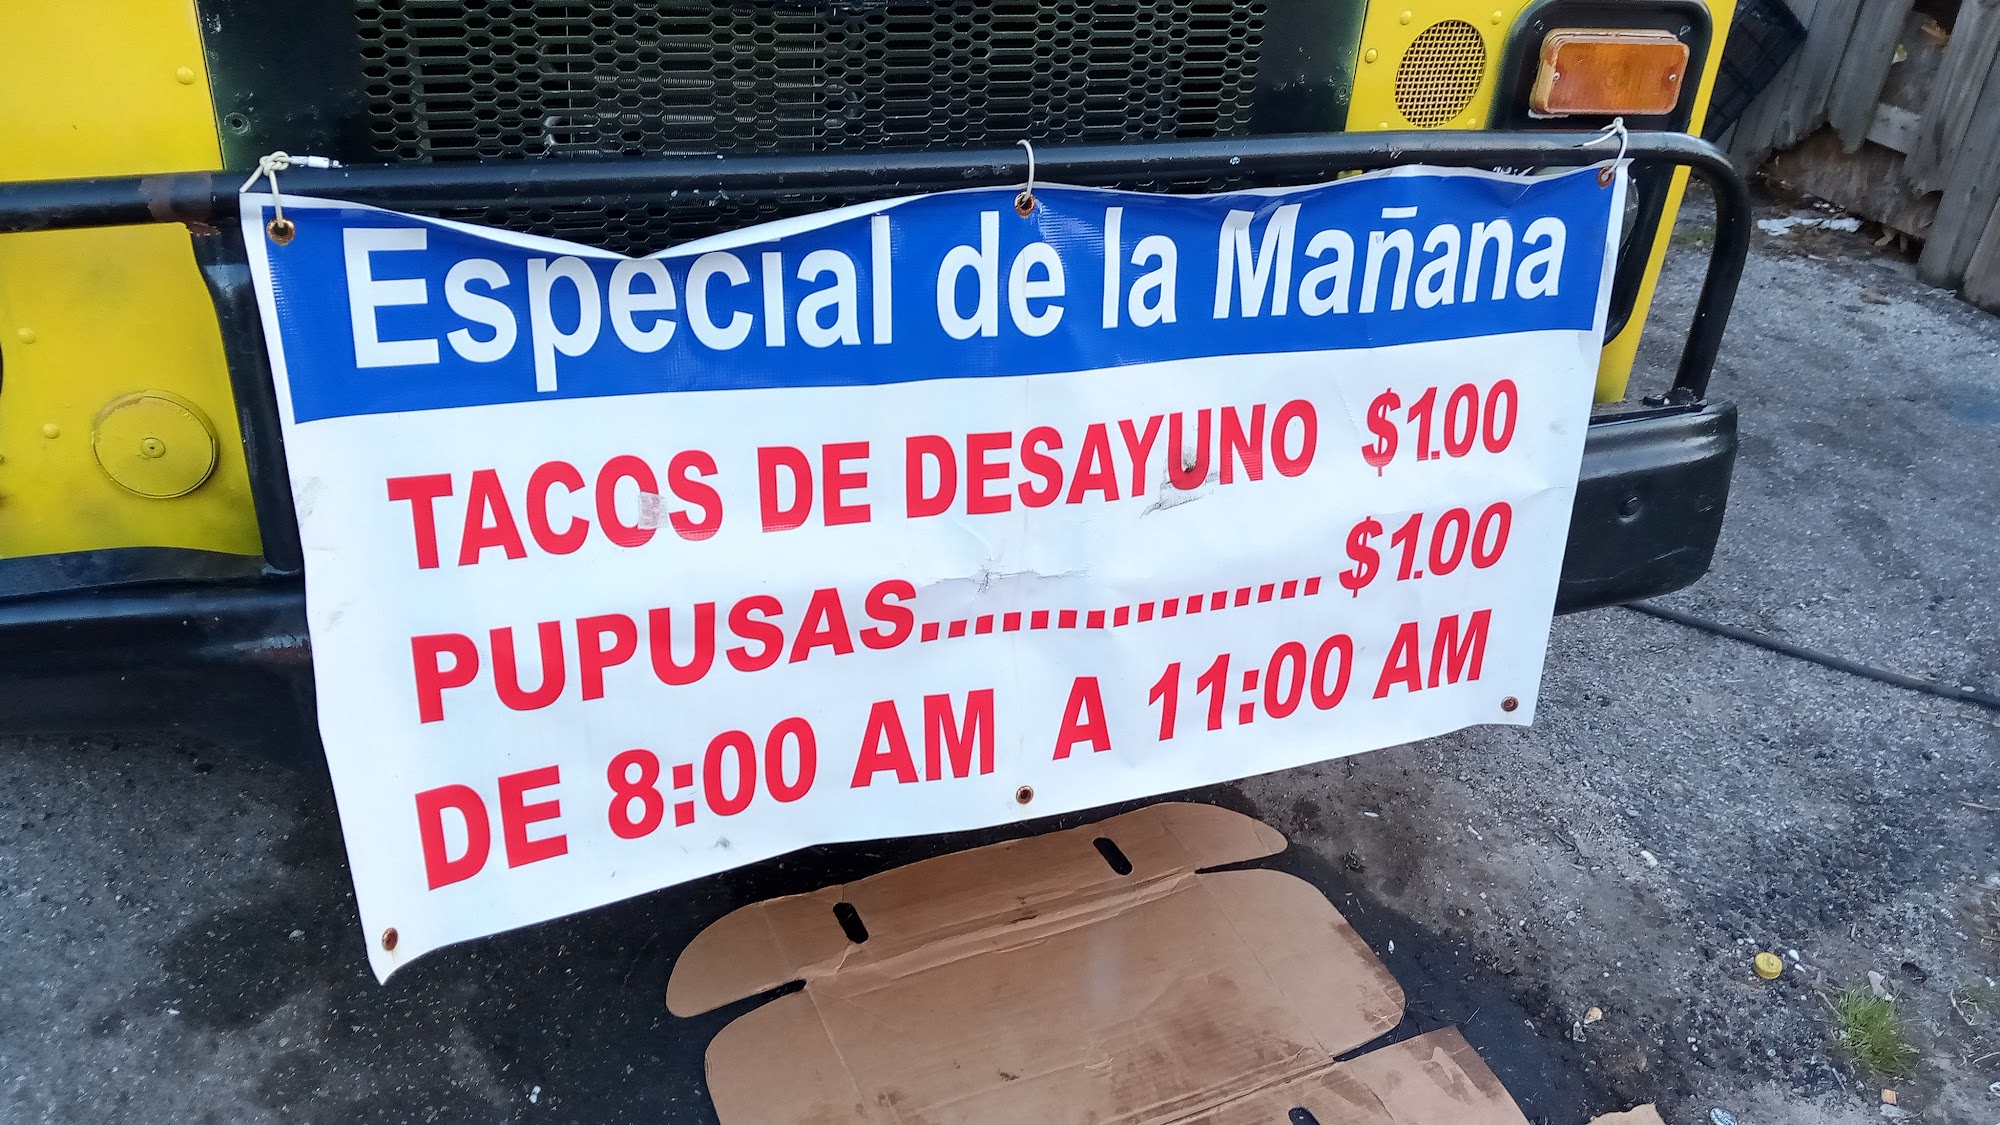 Especial de la Mañana
TACOS DE DESAYUNO $1.00
PUPUSAS................ $1.00
DE 8:00 AM A 11:00 AM